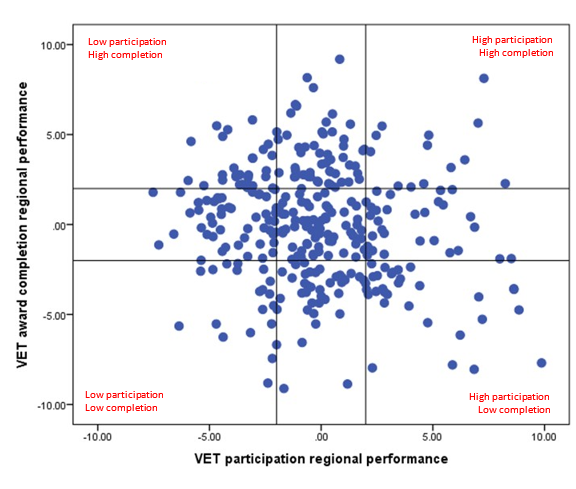 Low participation
High completion
High participation
High completion
10.00
5.00
.00
-5.00
-10.00
VET award completion regional performance
Low participation
Low completion
High participation
Low completion
-10.00
-5.00
.00
5.00
10.00
VET participation regional performance